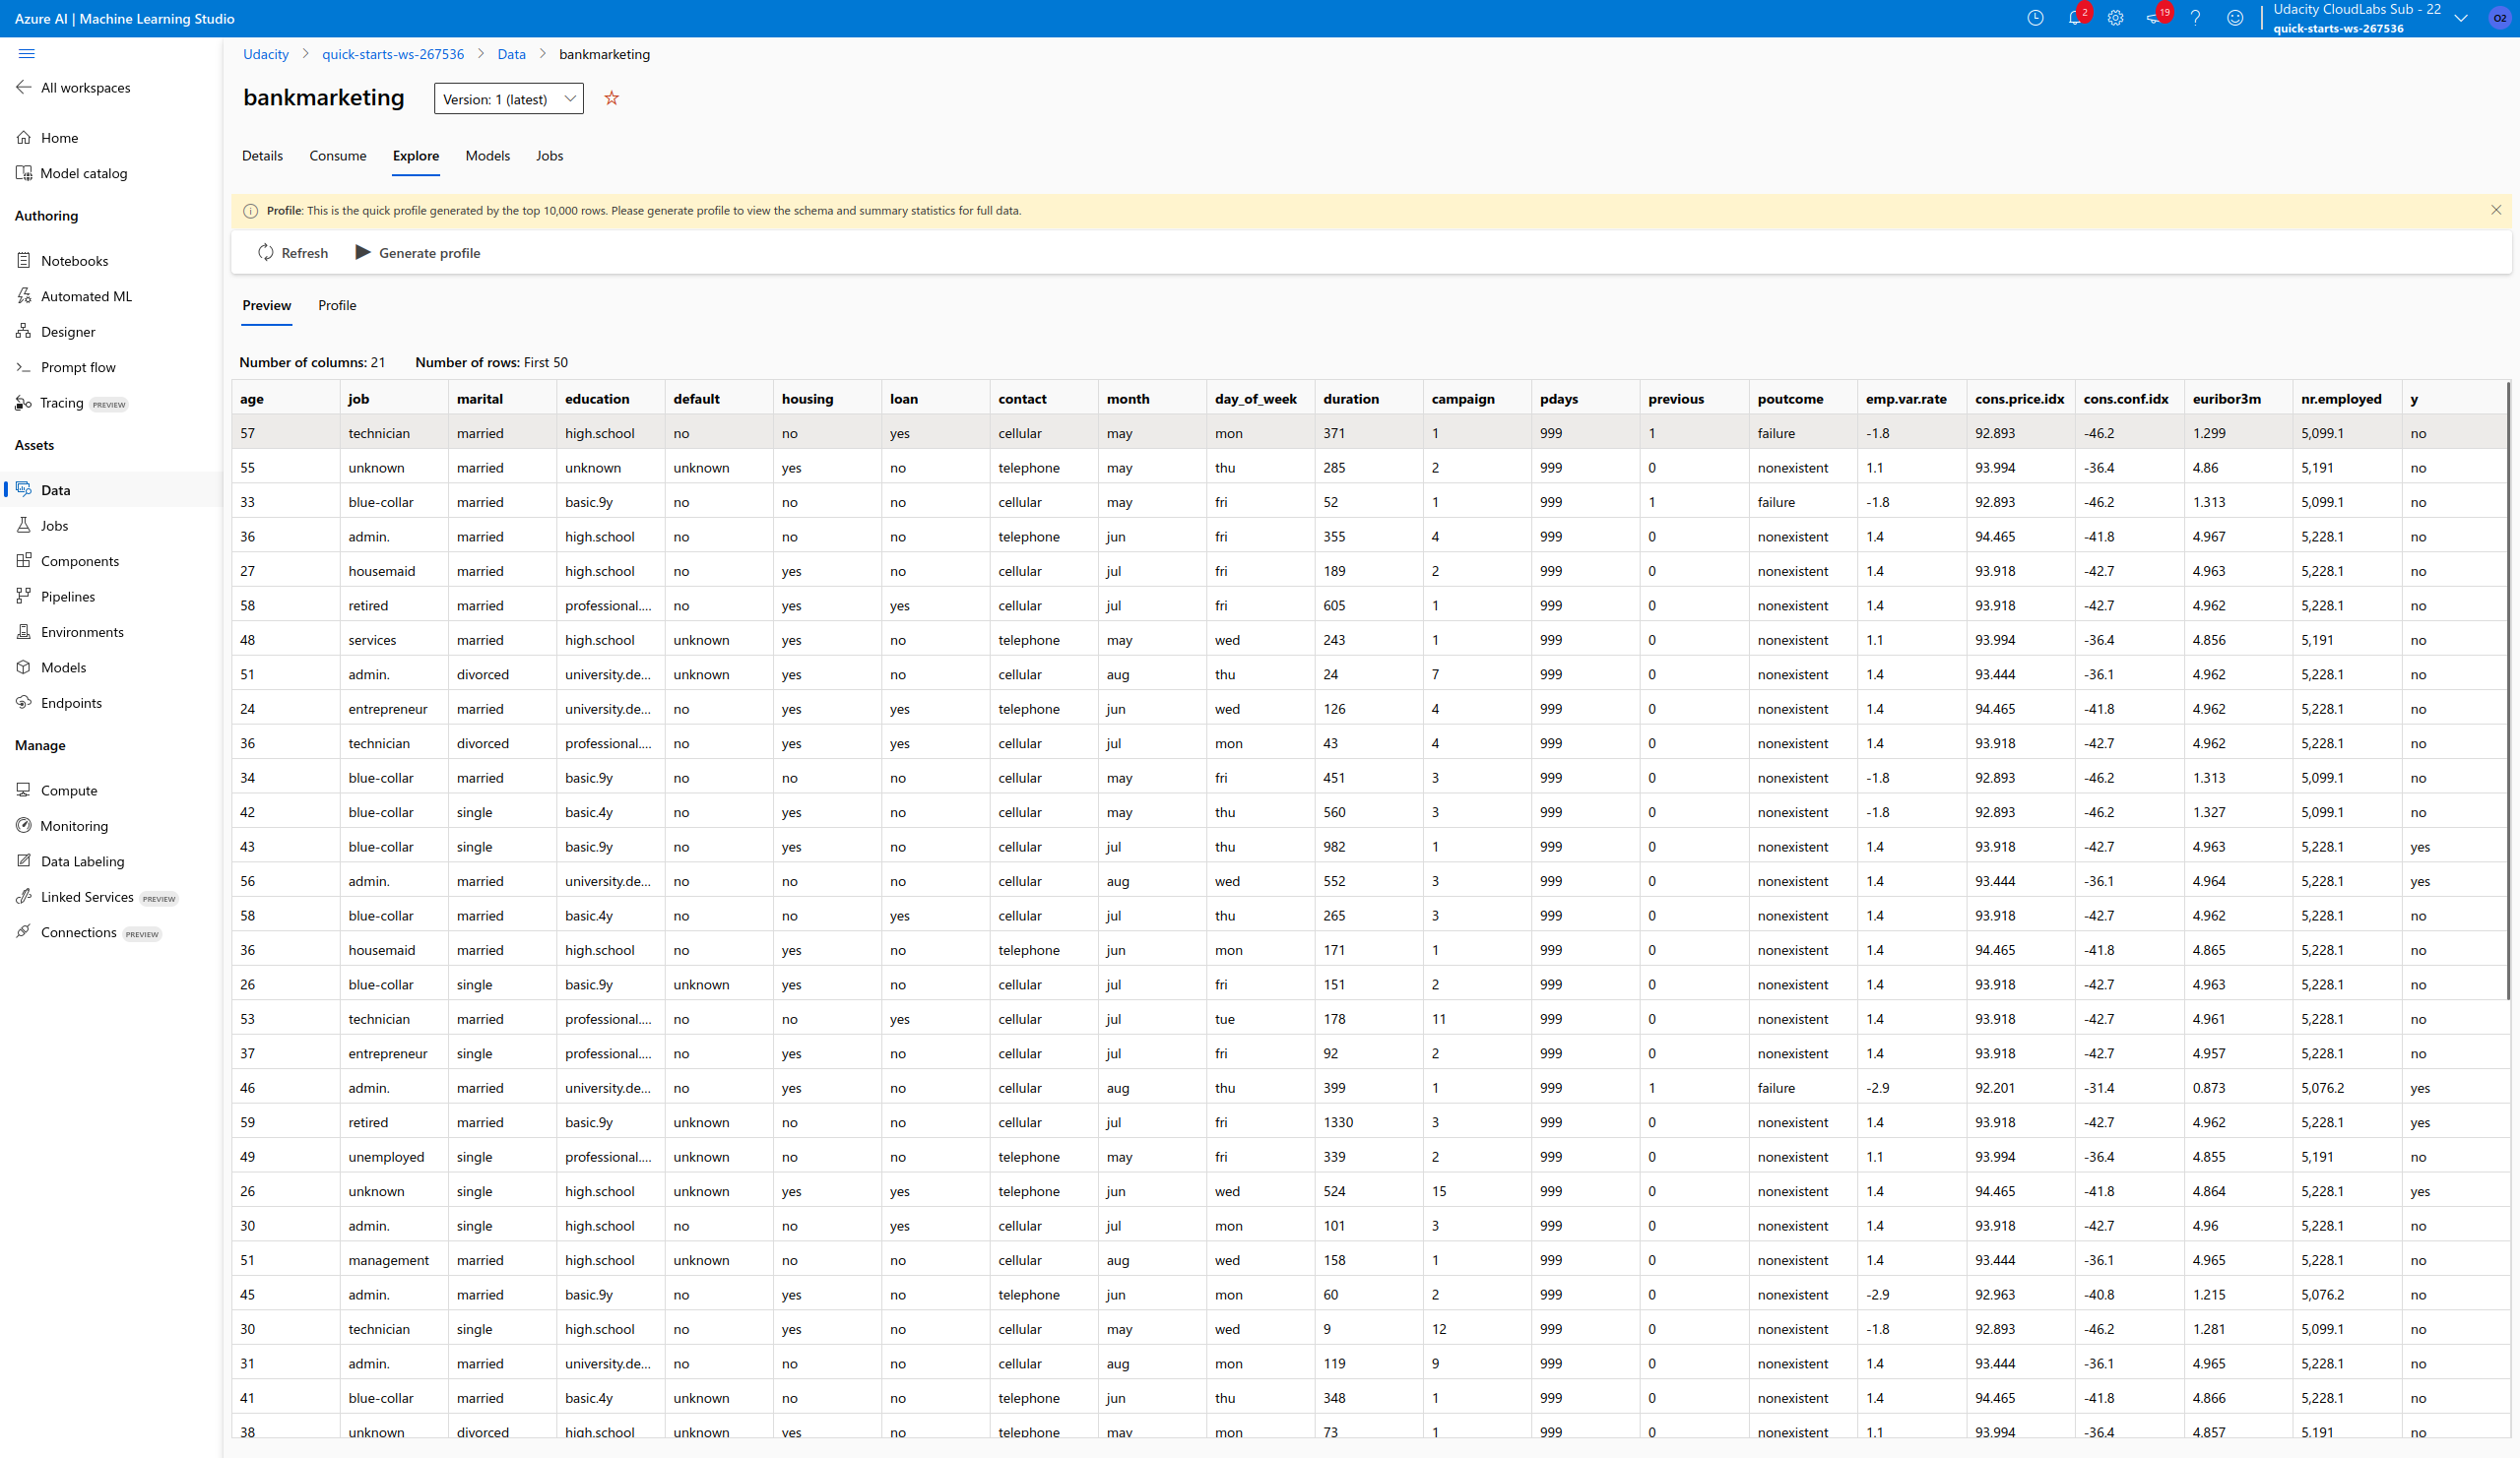 Azure AI | Machine Learning Studio
2
19
Udacity CloudLabs Sub - 22
quick-starts-ws-267536
O2
All workspaces
Home
Model catalog
Authoring
Notebooks
Automated ML
Designer
Prompt flow
Tracing PREVIEW
Assets
Data
Jobs
Components
Pipelines
Environments
Models
Endpoints
Manage
Compute
Monitoring
Data Labeling
Linked Services PREVIEW
Connections PREVIEW
Udacity > quick-starts-ws-267536 > Data > bankmarketing
bankmarketing Version: 1 (latest)
Details Consume Explore Models Jobs
Profile: This is the quick profile generated by the top 10,000 rows. Please generate profile to view the schema and summary statistics for full data.
Refresh Generate profile
Preview Profile
Number of columns: 21 Number of rows: First 50
age job marital education default housing loan contact month day_of_week duration campaign pdays previous poutcome emp.var.rate cons.price.idx cons.conf.idx euribor3m nr.employed y
57 technician married high.school no no yes cellular may mon 371 1 999 1 failure -1.8 92.893 -46.2 1.299 5,099.1 no
55 unknown married unknown unknown yes no telephone may thu 285 2 999 0 nonexistent 1.1 93.994 -36.4 4.86 5,191 no
33 blue-collar married basic.9y no no no cellular may fri 52 1 999 1 failure -1.8 92.893 -46.2 1.313 5,099.1 no
36 admin. married high.school no no no telephone jun fri 355 4 999 0 nonexistent 1.4 94.465 -41.8 4.967 5,228.1 no
27 housemaid married high.school no yes no cellular jul fri 189 2 999 0 nonexistent 1.4 93.918 -42.7 4.963 5,228.1 no
58 retired married professional.... no yes yes cellular jul fri 605 1 999 0 nonexistent 1.4 93.918 -42.7 4.962 5,228.1 no
48 services married high.school unknown yes no telephone may wed 243 1 999 0 nonexistent 1.1 93.994 -36.4 4.856 5,191 no
51 admin. divorced university.de... unknown yes no cellular aug thu 24 7 999 0 nonexistent 1.4 93.444 -36.1 4.962 5,228.1 no
24 entrepreneur married university.de... no yes yes telephone jun wed 126 4 999 0 nonexistent 1.4 94.465 -41.8 4.962 5,228.1 no
36 technician divorced professional.... no yes yes cellular jul mon 43 4 999 0 nonexistent 1.4 93.918 -42.7 4.962 5,228.1 no
34 blue-collar married basic.9y no no no cellular may fri 451 3 999 0 nonexistent -1.8 92.893 -46.2 1.313 5,099.1 no
42 blue-collar single basic.4y no yes no cellular may thu 560 3 999 0 nonexistent -1.8 92.893 -46.2 1.327 5,099.1 no
43 blue-collar single basic.9y no yes no cellular jul thu 982 1 999 0 nonexistent 1.4 93.918 -42.7 4.963 5,228.1 yes
56 admin. married university.de... no no no cellular aug wed 552 3 999 0 nonexistent 1.4 93.444 -36.1 4.964 5,228.1 yes
58 blue-collar married basic.4y no no yes cellular jul thu 265 3 999 0 nonexistent 1.4 93.918 -42.7 4.962 5,228.1 no
36 housemaid married high.school no yes no telephone jun mon 171 1 999 0 nonexistent 1.4 94.465 -41.8 4.865 5,228.1 no
26 blue-collar single basic.9y unknown yes no cellular jul fri 151 2 999 0 nonexistent 1.4 93.918 -42.7 4.963 5,228.1 no
53 technician married professional.... no no yes cellular jul tue 178 11 999 0 nonexistent 1.4 93.918 -42.7 4.961 5,228.1 no
37 entrepreneur single professional.... no yes no cellular jul fri 92 2 999 0 nonexistent 1.4 93.918 -42.7 4.957 5,228.1 no
46 admin. married university.de... no yes no cellular aug thu 399 1 999 1 failure -2.9 92.201 -31.4 0.873 5,076.2 yes
59 retired married basic.9y unknown no no cellular jul fri 1330 3 999 0 nonexistent 1.4 93.918 -42.7 4.962 5,228.1 yes
49 unemployed single professional.... unknown no no telephone may fri 339 2 999 0 nonexistent 1.1 93.994 -36.4 4.855 5,191 no
26 unknown single high.school unknown yes yes telephone jun wed 524 15 999 0 nonexistent 1.4 94.465 -41.8 4.864 5,228.1 yes
30 admin. single high.school no no yes cellular jul mon 101 3 999 0 nonexistent 1.4 93.918 -42.7 4.96 5,228.1 no
51 management married high.school unknown no no cellular aug wed 158 1 999 0 nonexistent 1.4 93.444 -36.1 4.965 5,228.1 no
45 admin. married basic.9y no yes no telephone jun mon 60 2 999 0 nonexistent -2.9 92.963 -40.8 1.215 5,076.2 no
30 technician single high.school no yes no cellular may wed 9 12 999 0 nonexistent -1.8 92.893 -46.2 1.281 5,099.1 no
31 admin. married university.de... no no no cellular aug mon 119 9 999 0 nonexistent 1.4 93.444 -36.1 4.965 5,228.1 no
41 blue-collar married basic.4y unknown no no telephone jun thu 348 1 999 0 nonexistent 1.4 94.465 -41.8 4.866 5,228.1 no
38 unknown divorced high.school unknown yes no telephone may mon 73 1 999 0 nonexistent 1.1 93.994 -36.4 4.857 5,191 no